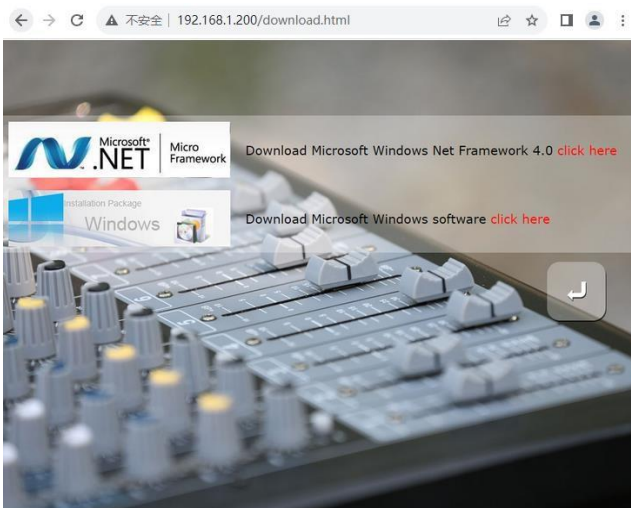 不安全 192.168.1.200/download.html
Microsoft® .NET Micro Framework
Download Microsoft Windows Net Framework 4.0 click here
Installation Package
Windows
Download Microsoft Windows software click here